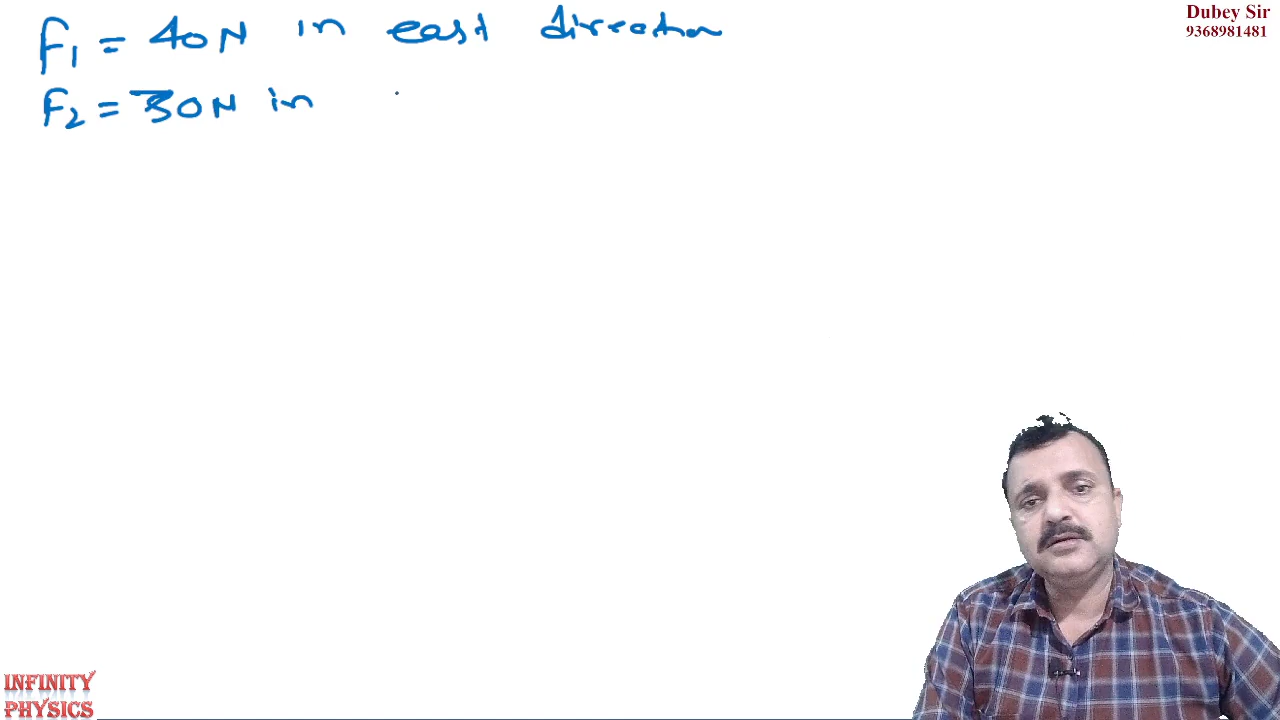 Dubey Sir
9368981481
F₁ = 40N in east direction
F₂ = 30N in
INFINITY
PHYSICS